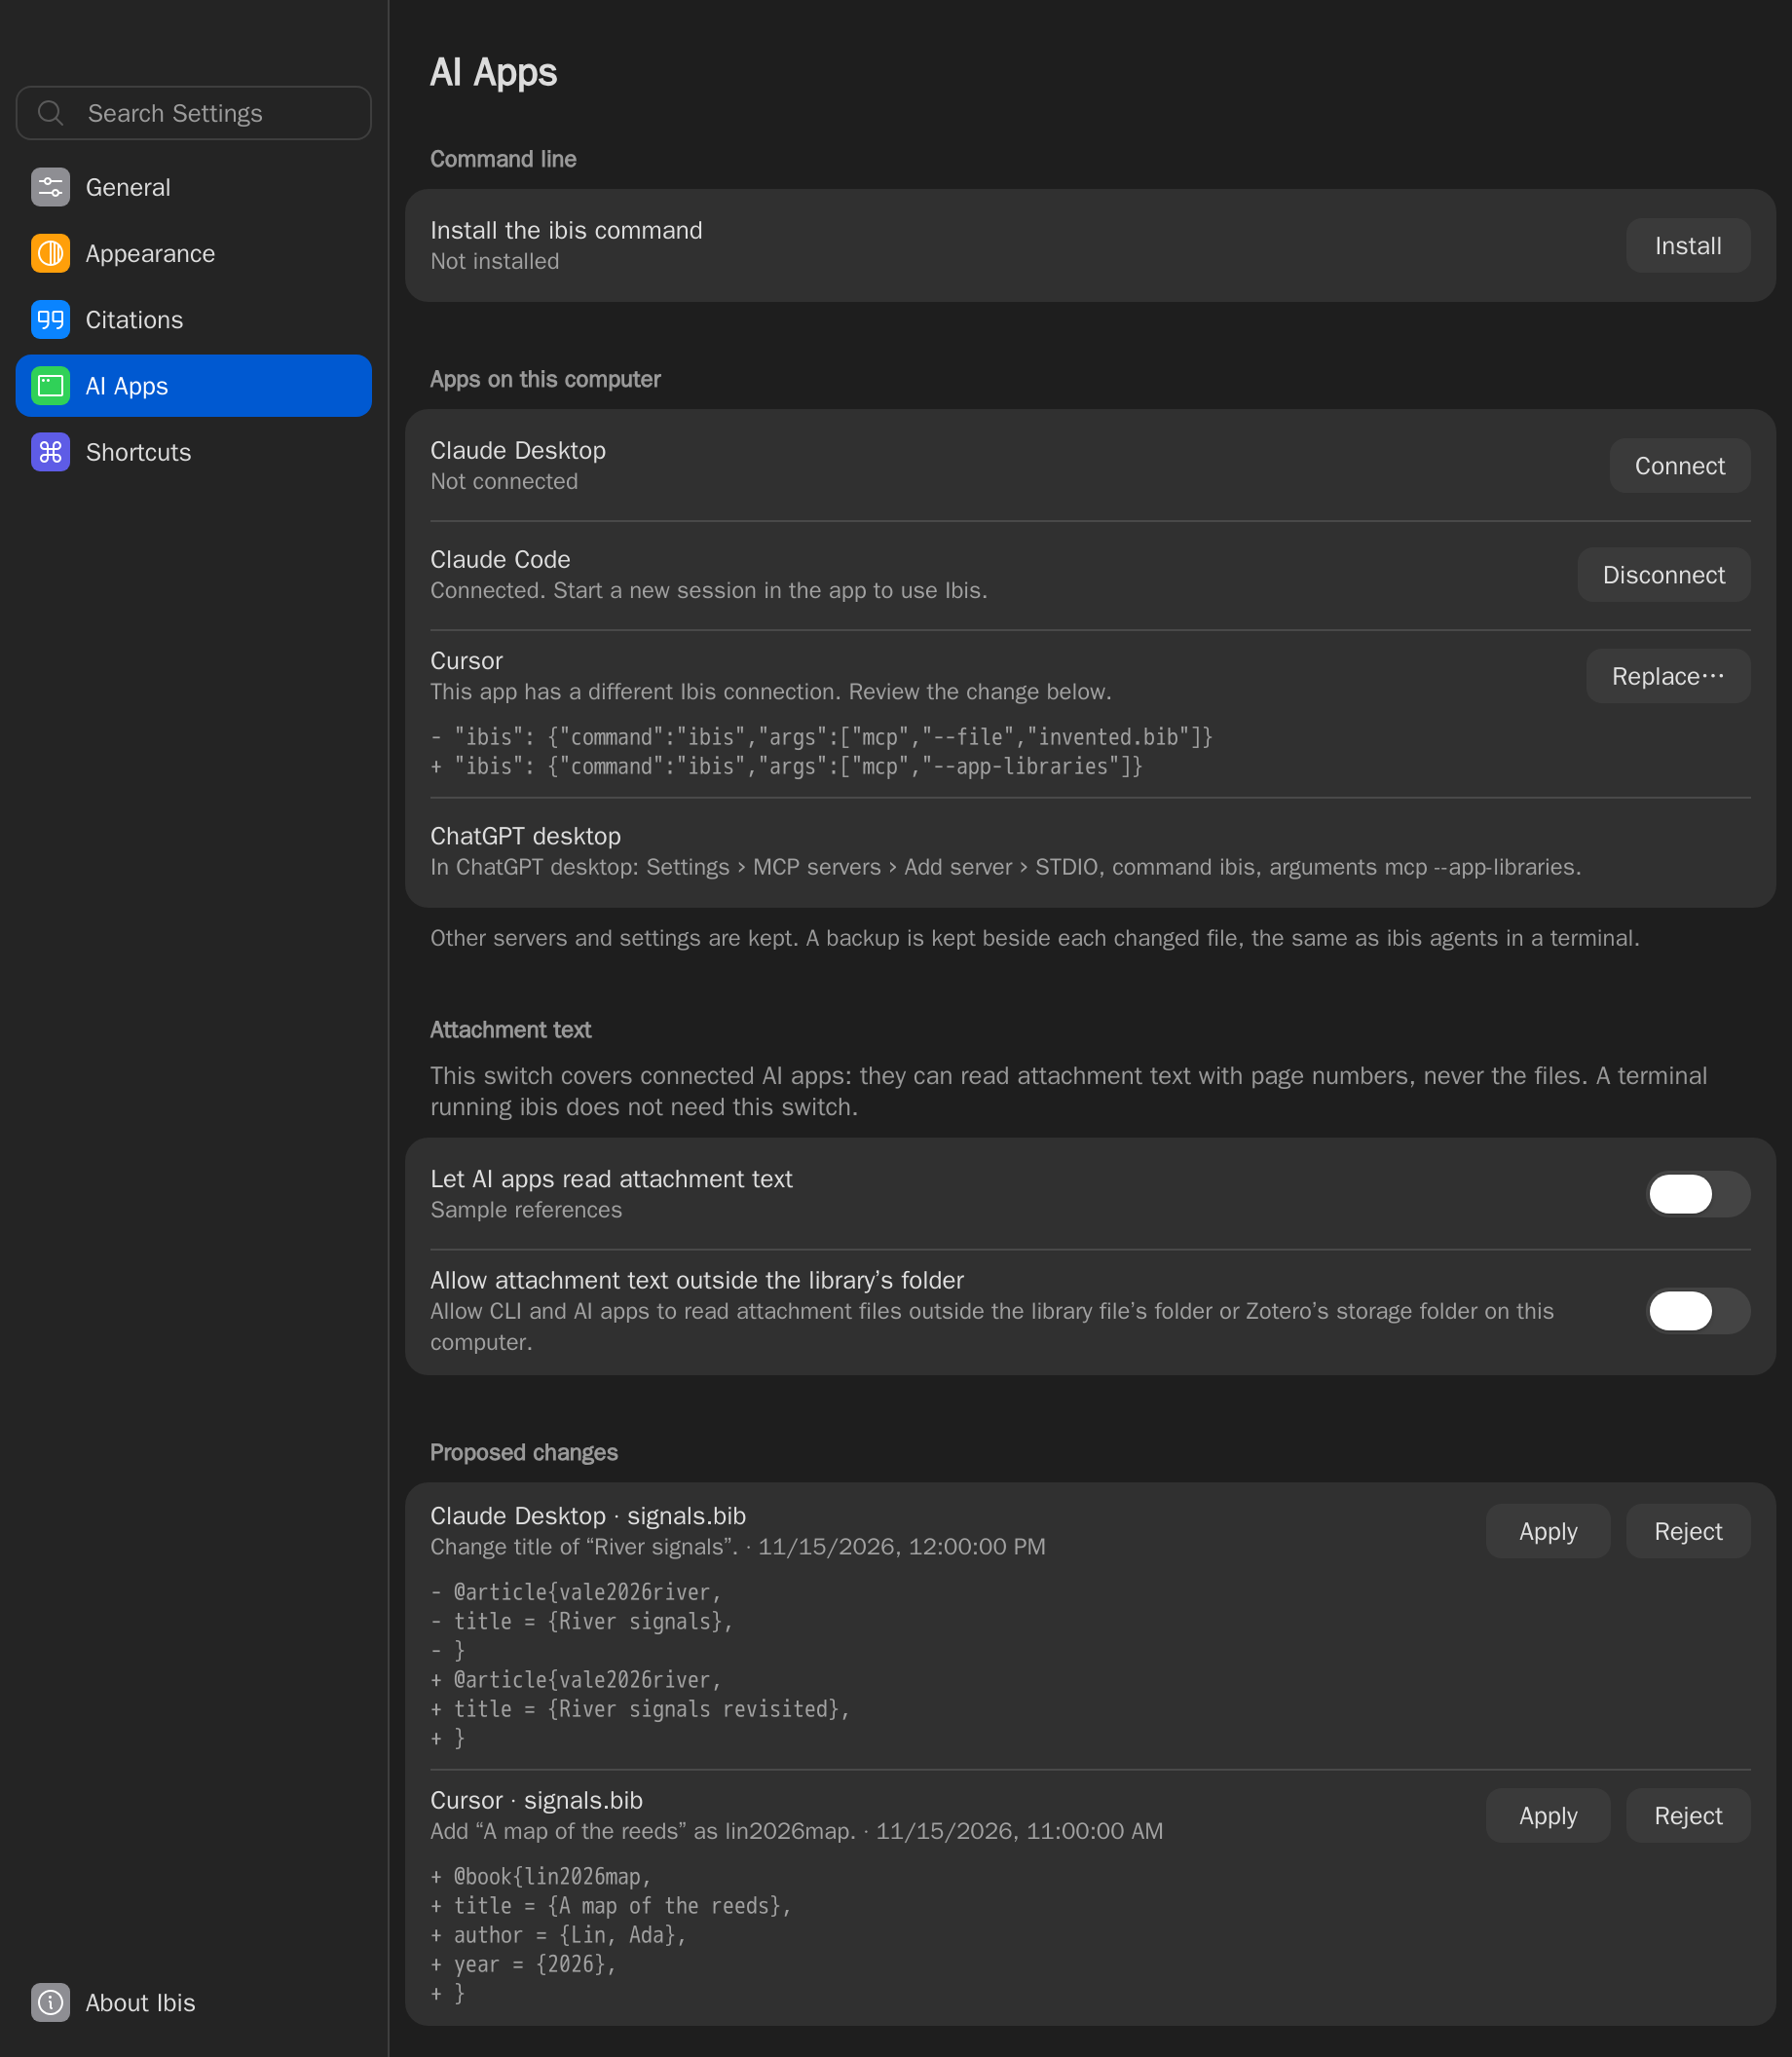 Search Settings
General
Appearance
Citations
AI Apps
Shortcuts
About Ibis
AI Apps
Command line
Install the ibis command
Not installed
Install
Apps on this computer
Claude Desktop
Not connected
Connect
Claude Code
Connected. Start a new session in the app to use Ibis.
Disconnect
Cursor
This app has a different Ibis connection. Review the change below.
Replace…
- "ibis": {"command":"ibis","args":["mcp","--file","invented.bib"]}
+ "ibis": {"command":"ibis","args":["mcp","--app-libraries"]}
ChatGPT desktop
In ChatGPT desktop: Settings › MCP servers › Add server › STDIO, command ibis, arguments mcp --app-libraries.
Other servers and settings are kept. A backup is kept beside each changed file, the same as ibis agents in a terminal.
Attachment text
This switch covers connected AI apps: they can read attachment text with page numbers, never the files. A terminal
running ibis does not need this switch.
Let AI apps read attachment text
Sample references
Allow attachment text outside the library’s folder
Allow CLI and AI apps to read attachment files outside the library file’s folder or Zotero’s storage folder on this
computer.
Proposed changes
Claude Desktop · signals.bib
Change title of “River signals”. · 11/15/2026, 12:00:00 PM
Apply
Reject
- @article{vale2026river,
- title = {River signals},
- }
+ @article{vale2026river,
+ title = {River signals revisited},
+ }
Cursor · signals.bib
Add “A map of the reeds” as lin2026map. · 11/15/2026, 11:00:00 AM
Apply
Reject
+ @book{lin2026map,
+ title = {A map of the reeds},
+ author = {Lin, Ada},
+ year = {2026},
+ }